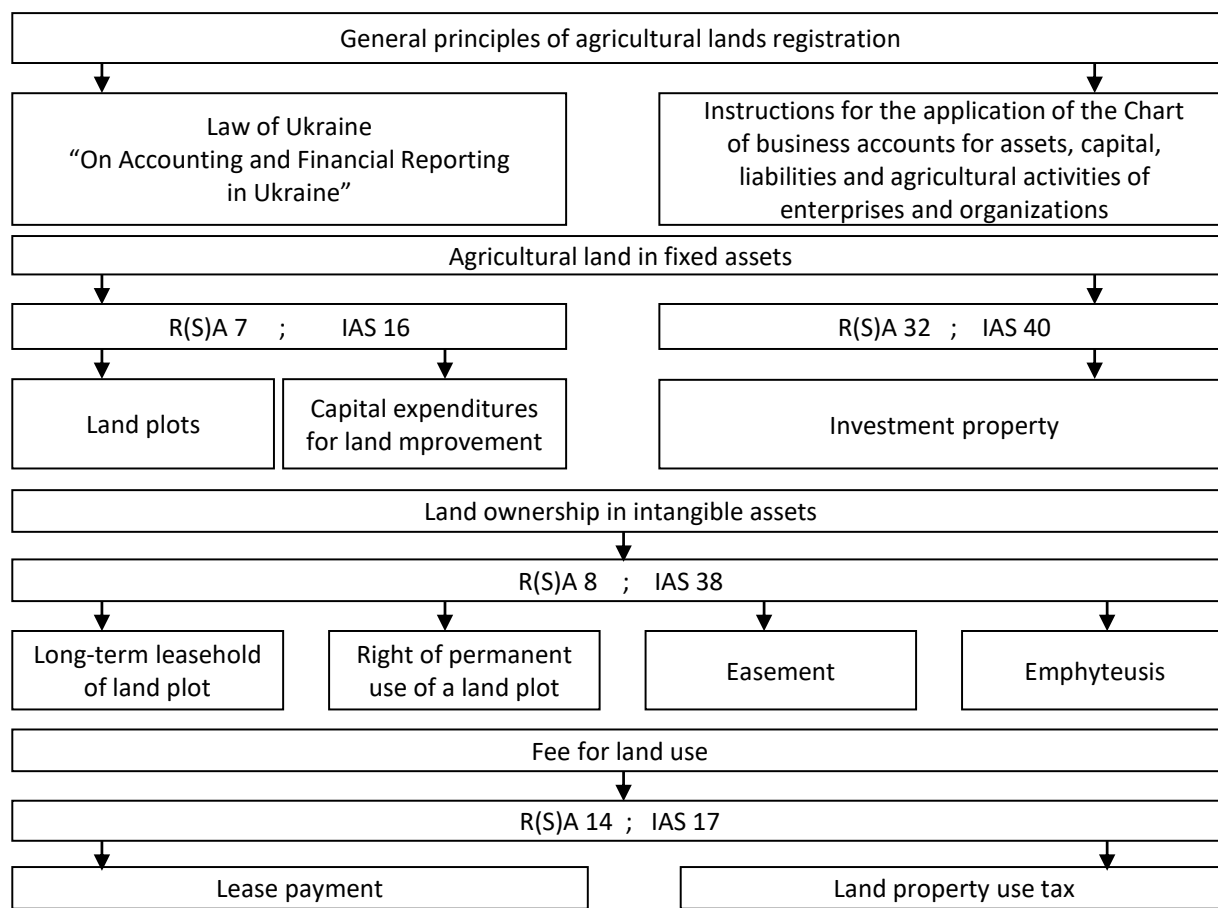 General principles of agricultural lands registration
Law of Ukraine
“On Accounting and Financial Reporting
in Ukraine”
Instructions for the application of the Chart
of business accounts for assets, capital,
liabilities and agricultural activities of
enterprises and organizations
Agricultural land in fixed assets
R(S)A 7 ; IAS 16
R(S)A 32 ; IAS 40
Land plots
Capital expenditures
for land mprovement
Investment property
Land ownership in intangible assets
R(S)A 8 ; IAS 38
Long-term leasehold
of land plot
Right of permanent
use of a land plot
Easement
Emphyteusis
Fee for land use
R(S)A 14 ; IAS 17
Lease payment
Land property use tax